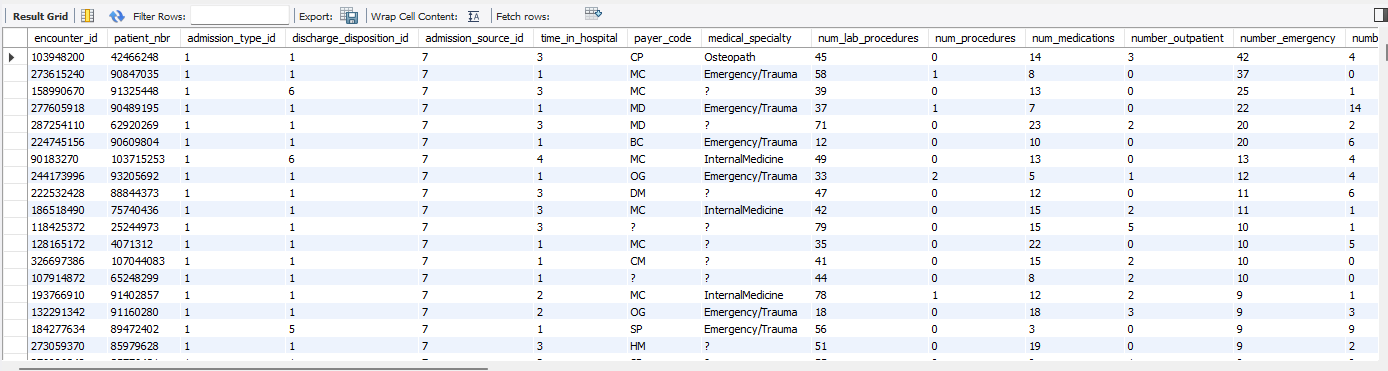 Result Grid Filter Rows: Export: Wrap Cell Content: Fetch rows:
encounter_id patient_nbr admission_type_id discharge_disposition_id admission_source_id time_in_hospital payer_code medical_specialty num_lab_procedures num_procedures num_medications number_outpatient number_emergency numb
103948200 42466248 1 1 7 3 CP Osteopath 45 0 14 3 42 4
273615240 90847035 1 1 7 1 MC Emergency/Trauma 58 1 8 0 37 0
158990670 91325448 1 6 7 3 MC ? 39 0 13 0 25 1
277605918 90489195 1 1 7 1 MD Emergency/Trauma 37 1 7 0 22 14
287254110 62920269 1 1 7 3 MD ? 71 0 23 2 20 2
224745156 90609804 1 1 7 1 BC Emergency/Trauma 12 0 10 0 20 6
90183270 103715253 1 6 7 4 MC InternalMedicine 49 0 13 0 13 4
244173996 93205692 1 1 7 1 OG Emergency/Trauma 33 2 5 1 12 4
222532428 88844373 1 1 7 3 DM ? 47 0 12 0 11 6
186518490 75740436 1 1 7 3 MC InternalMedicine 42 0 15 2 11 1
118425372 25244973 1 1 7 3 ? ? 79 0 15 5 10 1
128165172 4071312 1 1 7 1 MC ? 35 0 22 0 10 5
326697386 107044083 1 1 7 1 CM ? 41 0 15 2 10 0
107914872 65248299 1 1 7 1 ? ? 44 0 8 2 10 0
193766910 91402857 1 1 7 2 MC InternalMedicine 78 1 12 2 9 1
132291342 91160280 1 1 7 2 OG Emergency/Trauma 18 0 18 3 9 3
184277634 89472402 1 5 7 1 SP Emergency/Trauma 56 0 3 0 9 9
273059370 85979628 1 1 7 3 HM ? 51 0 19 0 9 2